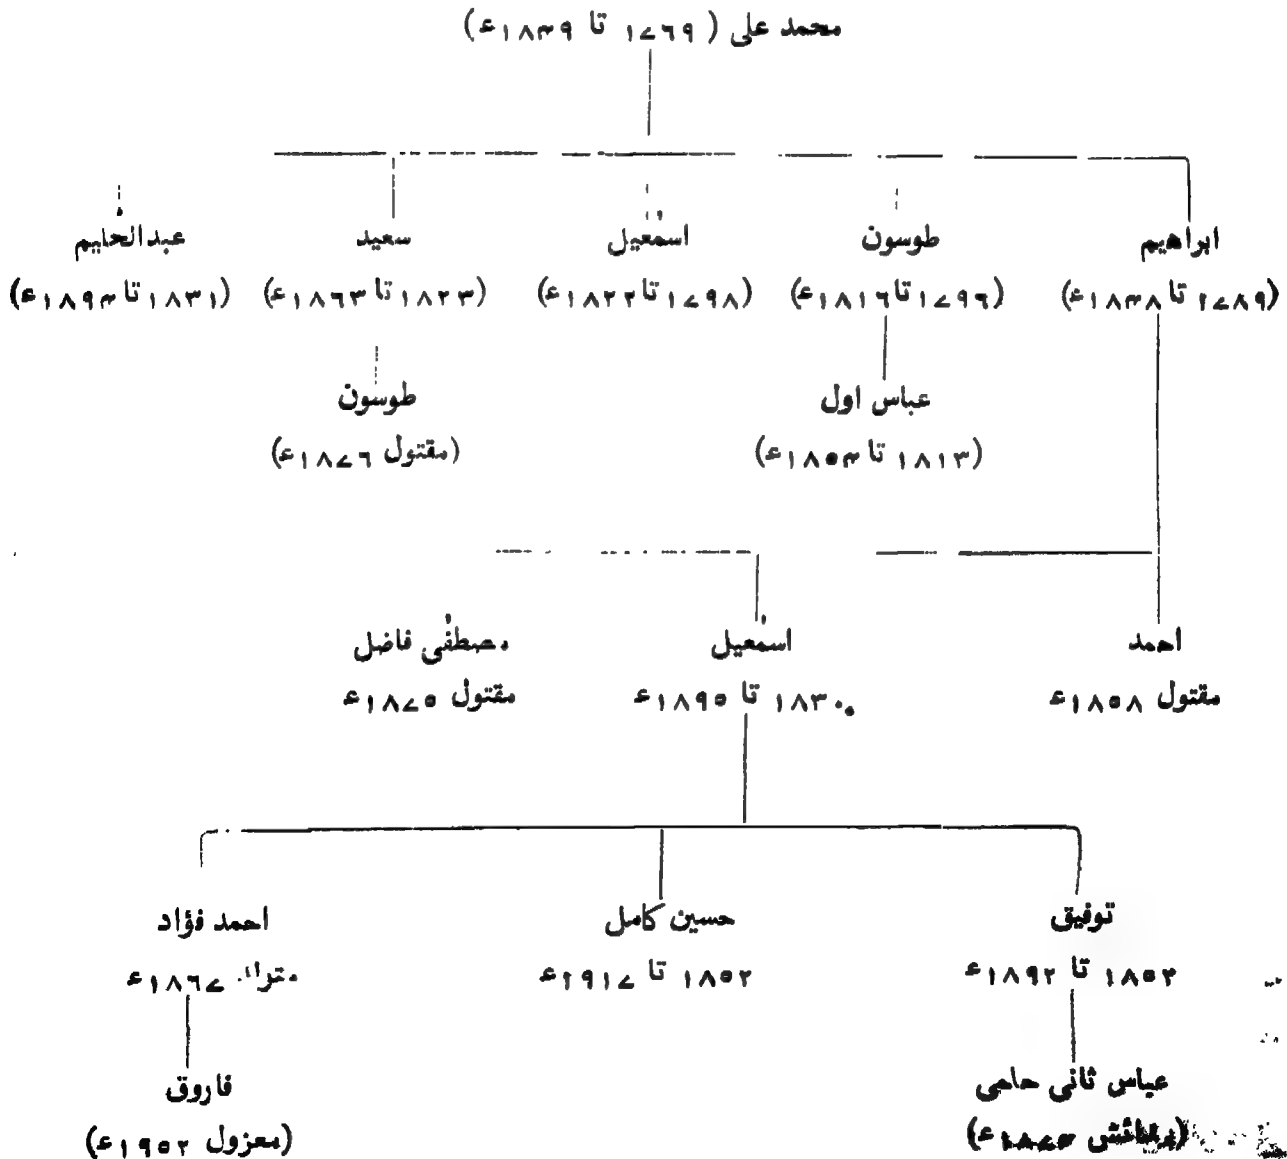 محمد علی (۱۷۶۹ تا ۱۸۴۹ء)
ابراهیم
طوسون
اسمٰعیل
سعید
عبدالحلیم
(۱۷۸۹ تا ۱۸۴۸ء)
(۱۷۹۶ تا ۱۸۱۶ء)
(۱۷۹۸ تا ۱۸۲۲ء)
(۱۸۲۳ تا ۱۸۶۳ء)
(۱۸۳۱ تا ۱۸۹۴ء)
عباس اول
طوسون
(۱۸۱۳ تا ۱۸۵۴ء)
(مقتول ۱۸۷۶ء)
احمد
اسمٰعیل
مصطفٰی فاضل
مقتول ۱۸۵۸ء
۱۸۳۰ تا ۱۸۹۵ء
مقتول ۱۸۷۵ء
توفیق
حسین کامل
احمد فؤاد
۱۸۵۲ تا ۱۸۹۲ء
۱۸۵۲ تا ۱۹۱۷ء
۱۸۶۷ء
عباس ثانی حلمی
فاروق
(معزول ۱۹۵۲ء)